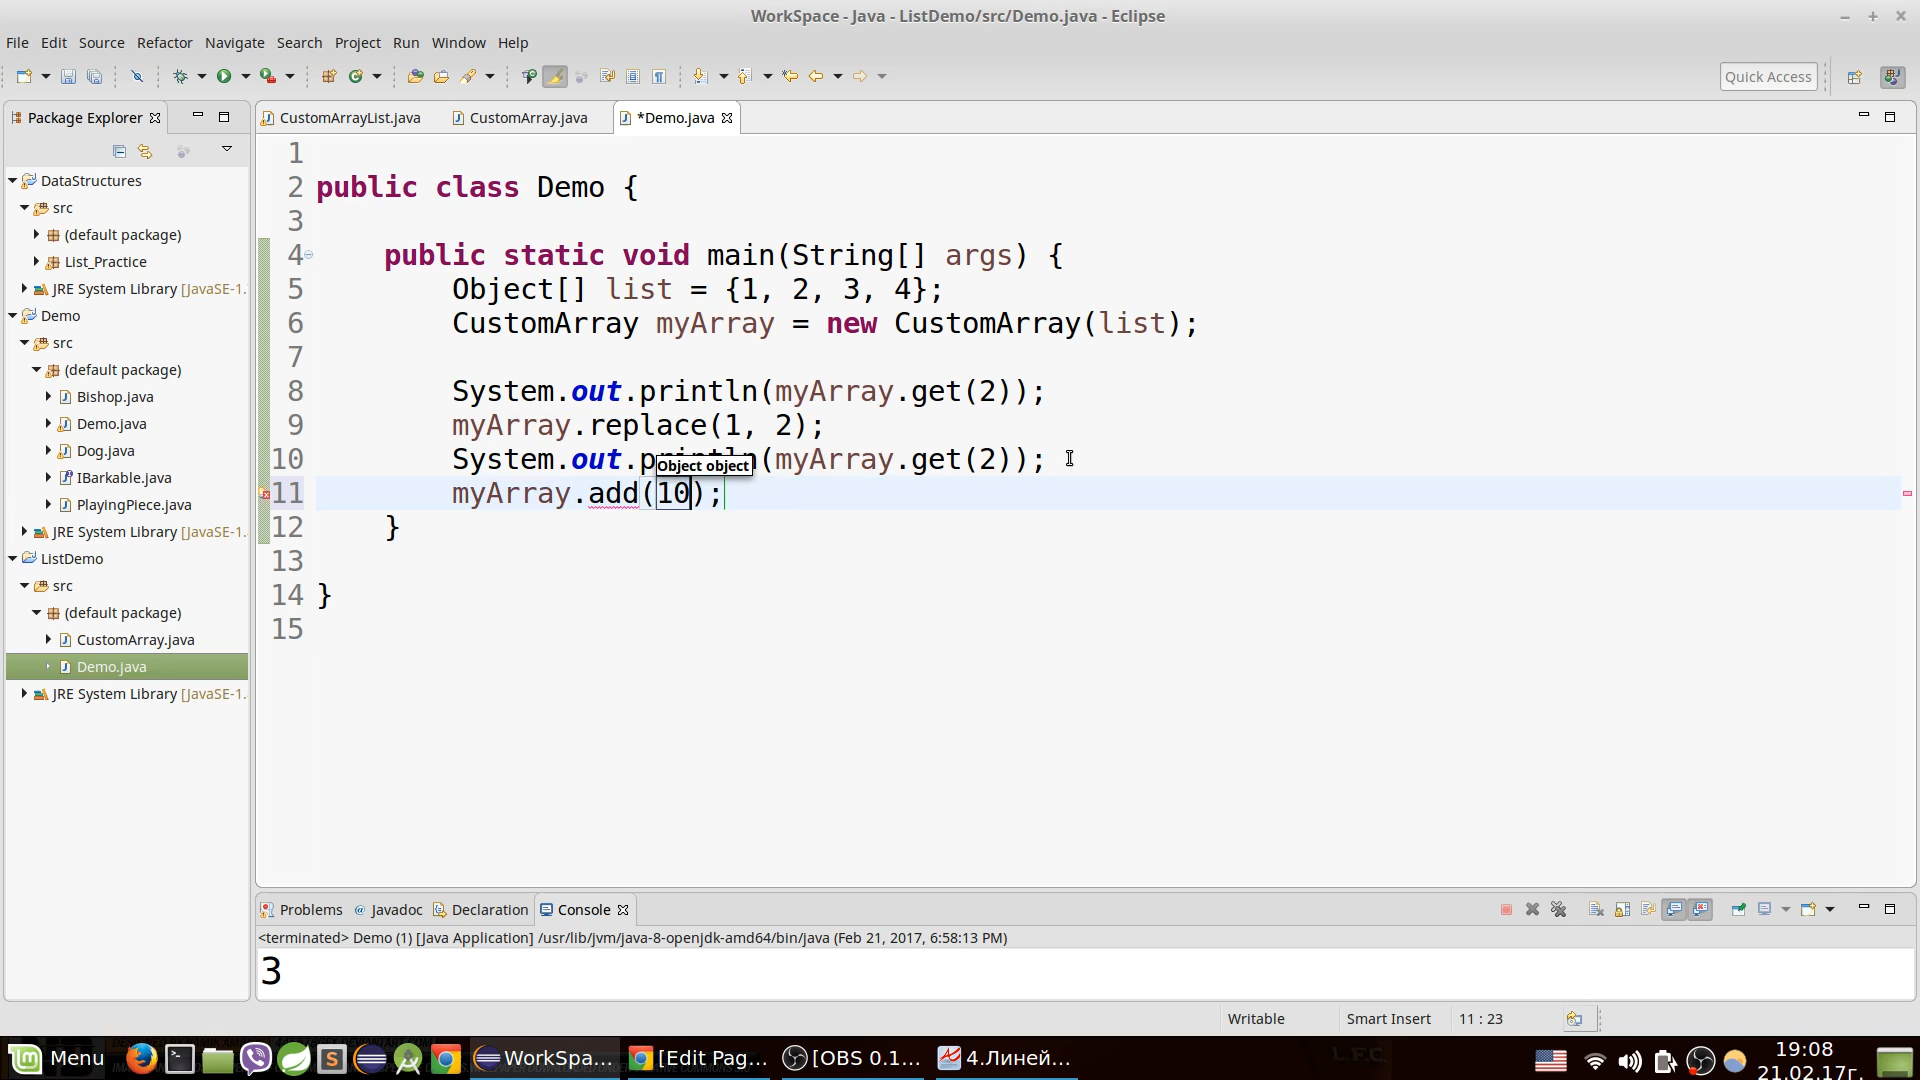 WorkSpace - Java - ListDemo/src/Demo.java - Eclipse
File Edit Source Refactor Navigate Search Project Run Window Help
Quick Access
Package Explorer
CustomArrayList.java CustomArray.java *Demo.java
DataStructures
src
(default package)
List_Practice
JRE System Library [JavaSE-1.
Demo
src
(default package)
Bishop.java
Demo.java
Dog.java
IBarkable.java
PlayingPiece.java
JRE System Library [JavaSE-1.
ListDemo
src
(default package)
CustomArray.java
Demo.java
JRE System Library [JavaSE-1.
1
2 public class Demo {
3
4 public static void main(String[] args) {
5 Object[] list = {1, 2, 3, 4};
6 CustomArray myArray = new CustomArray(list);
7
8 System.out.println(myArray.get(2));
9 myArray.replace(1, 2);
10 System.out.println(myArray.get(2));
Object object
11 myArray.add(10);
12 }
13
14 }
15
Problems Javadoc Declaration Console
<terminated> Demo (1) [Java Application] /usr/lib/jvm/java-8-openjdk-amd64/bin/java (Feb 21, 2017, 6:58:13 PM)
3
Writable Smart Insert 11 : 23
Menu WorkSpa... [Edit Pag... [OBS 0.1... 4.Линей...
19:08
21.02.17г.